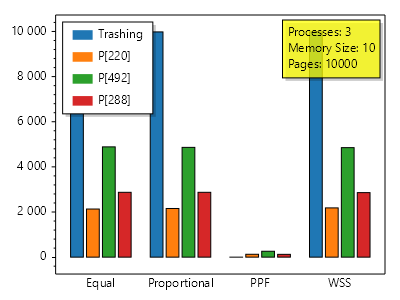 10 000
8 000
6 000
4 000
2 000
0
Trashing
P[220]
P[492]
P[288]
Processes: 3
Memory Size: 10
Pages: 10000
Equal
Proportional
PPF
WSS